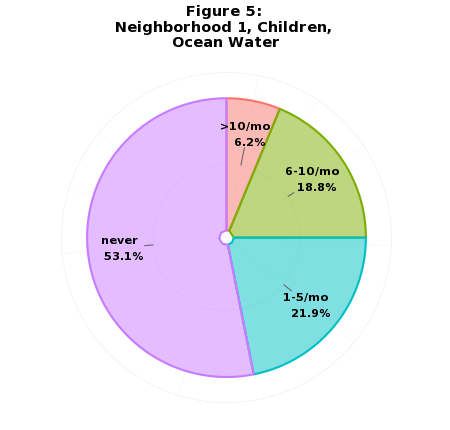 Figure 5:
Neighborhood 1, Children,
Ocean Water
>10/mo
6.2%
6-10/mo
18.8%
never
53.1%
1-5/mo
21.9%